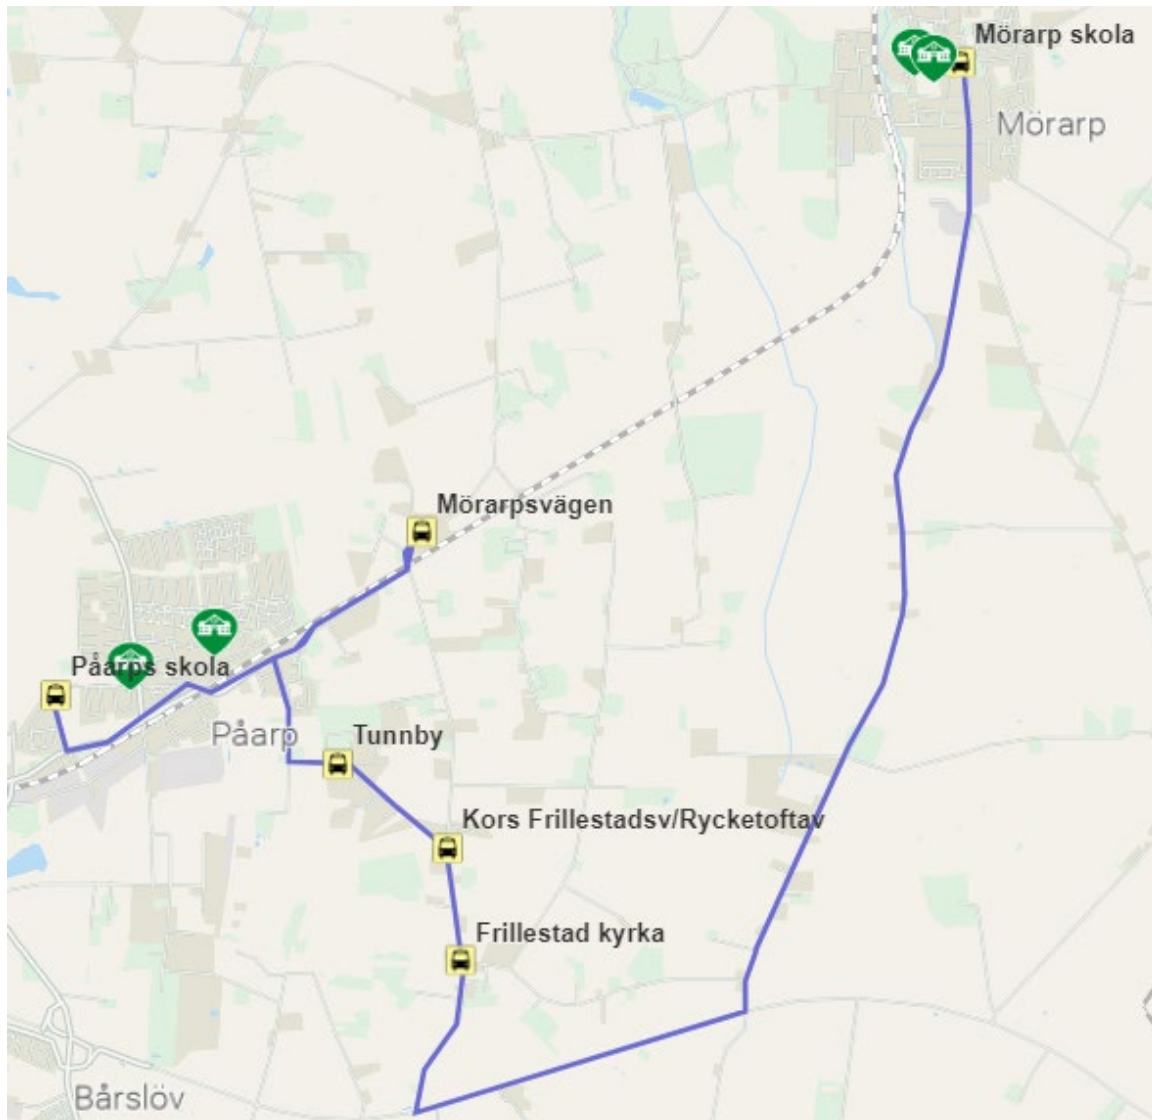 Mörarp skola
Mörarp
Mörarpsvägen
Påarps skola
Påarp
Tunnby
Kors Frillestadsv/Rycketoftav
Frillestad kyrka
Bårslöv